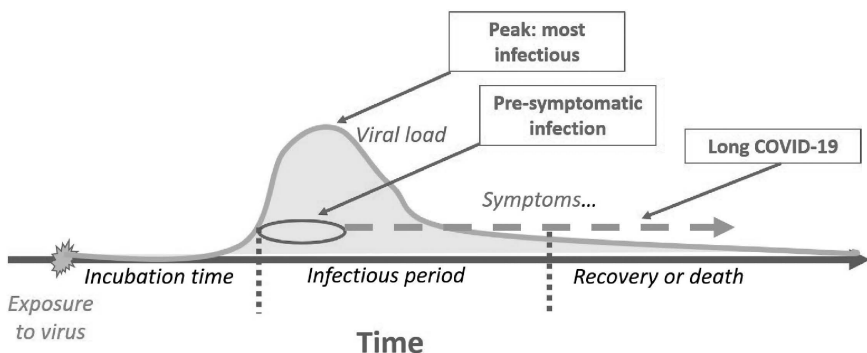 Peak: most
infectious
Pre-symptomatic
infection
Viral load
Long COVID-19
Symptoms...
Incubation time
Infectious period
Recovery or death
Exposure
to virus
Time